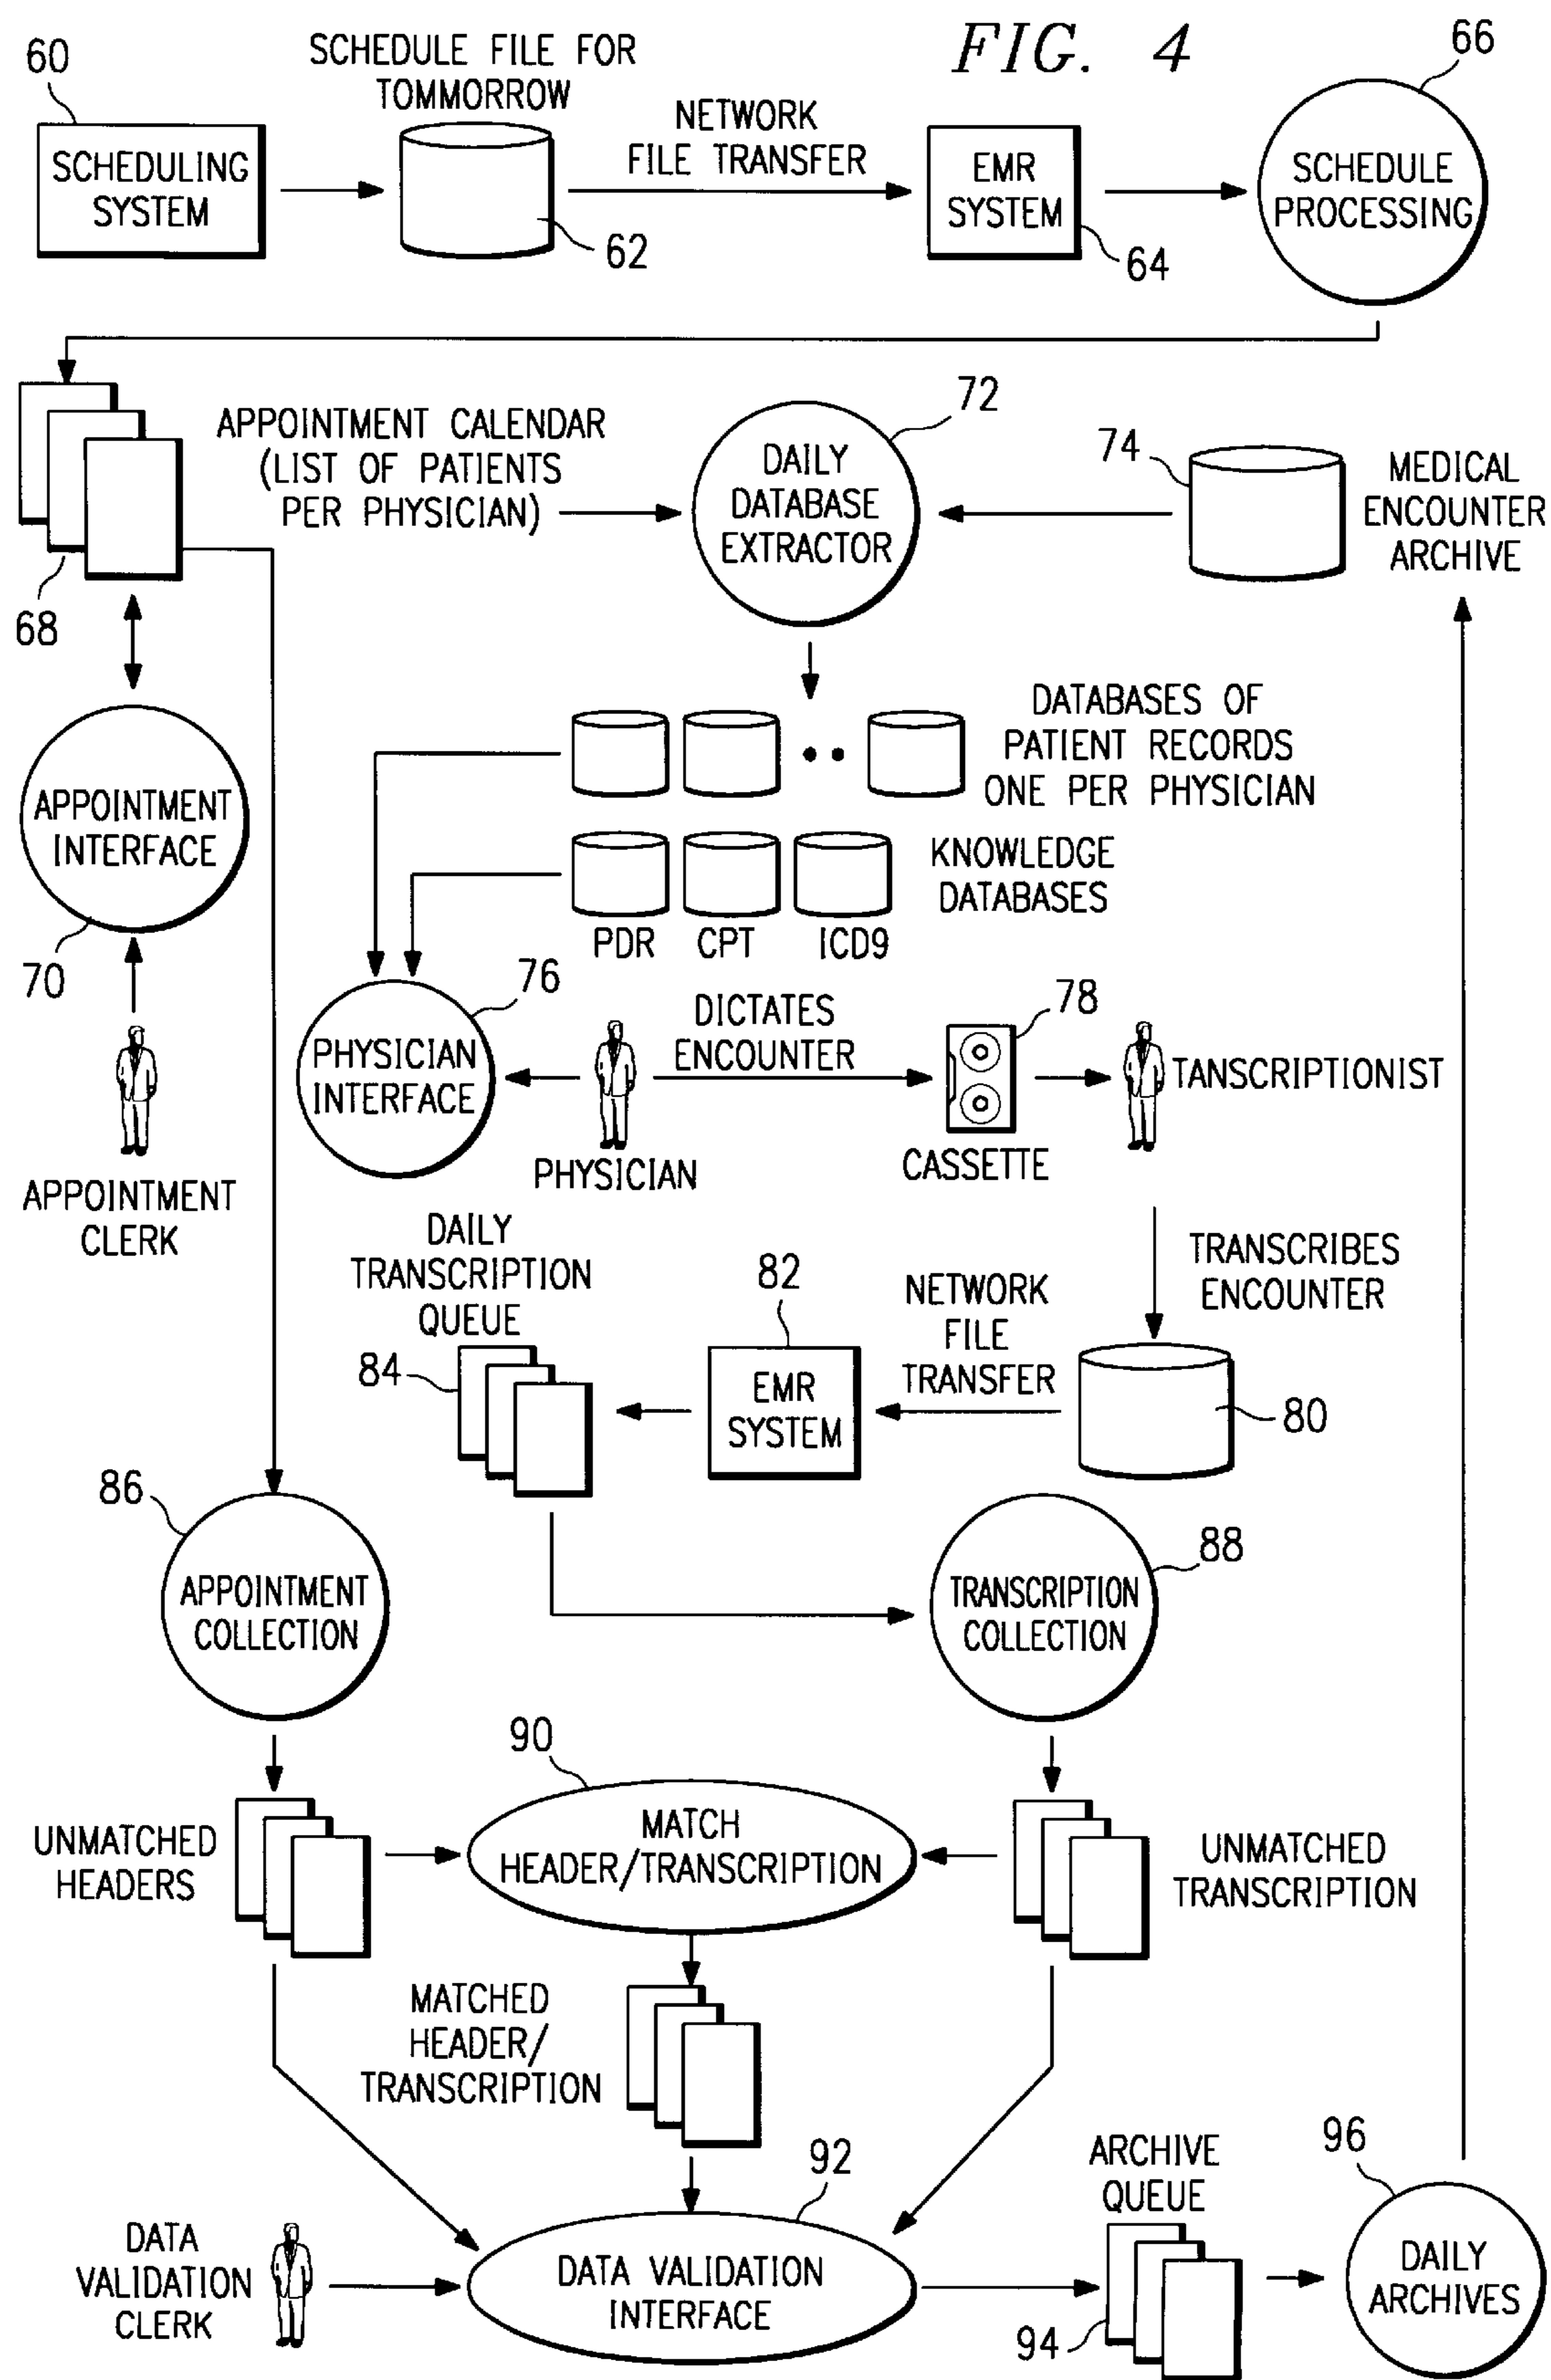 FIG. 4
60
SCHEDULE FILE FOR
TOMMORROW
66
NETWORK
FILE TRANSFER
SCHEDULING
SYSTEM
EMR
SYSTEM
SCHEDULE
PROCESSING
62
64
72
APPOINTMENT CALENDAR
(LIST OF PATIENTS
PER PHYSICIAN)
DAILY
DATABASE
EXTRACTOR
74
MEDICAL
ENCOUNTER
ARCHIVE
68
DATABASES OF
PATIENT RECORDS
ONE PER PHYSICIAN
APPOINTMENT
INTERFACE
KNOWLEDGE
DATABASES
PDR
CPT
ICD9
70
76
78
DICTATES
ENCOUNTER
PHYSICIAN
INTERFACE
TANSCRIPTIONIST
PHYSICIAN
CASSETTE
APPOINTMENT
CLERK
DAILY
TRANSCRIPTION
QUEUE
82
NETWORK
FILE
TRANSFER
TRANSCRIBES
ENCOUNTER
84
EMR
SYSTEM
80
86
88
APPOINTMENT
COLLECTION
TRANSCRIPTION
COLLECTION
90
UNMATCHED
HEADERS
MATCH
HEADER/TRANSCRIPTION
UNMATCHED
TRANSCRIPTION
MATCHED
HEADER/
TRANSCRIPTION
92
ARCHIVE
QUEUE
96
DATA
VALIDATION
CLERK
DATA VALIDATION
INTERFACE
94
DAILY
ARCHIVES